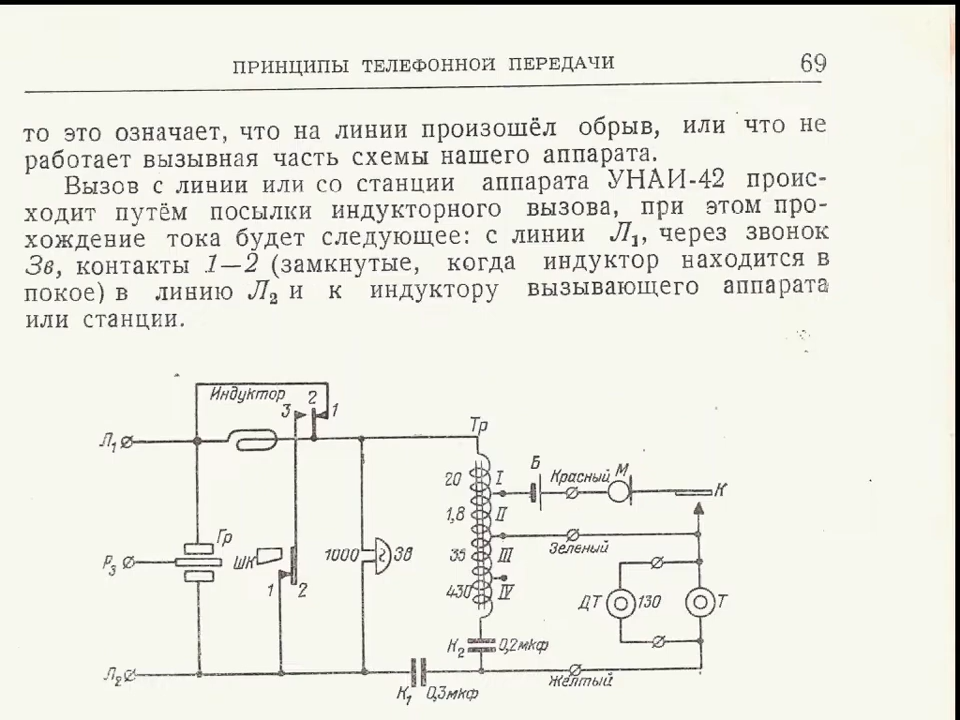 ПРИНЦИПЫ ТЕЛЕФОННОЙ ПЕРЕДАЧИ 69
то это означает, что на линии произошёл обрыв, или что не
работает вызывная часть схемы нашего аппарата.
Вызов с линии или со станции аппарата УНАИ-42 проис-
ходит путём посылки индукторного вызова, при этом про-
хождение тока будет следующее: с линии Л₁, через звонок
Зв, контакты 1—2 (замкнутые, когда индуктор находится в
покое) в линию Л₂ и к индуктору вызывающего аппарата
или станции.
Индуктор 2
3 1
Л₁
Тр
Б
20 I Красный М К
1,8 II
Гр
Р₃ ШК 1000 Зв 35 III Зеленый
1 2 430 IV ДТ 130 Т
К₂ 0,2мкф
Л₂ К₁ 0,3мкф Жёлтый